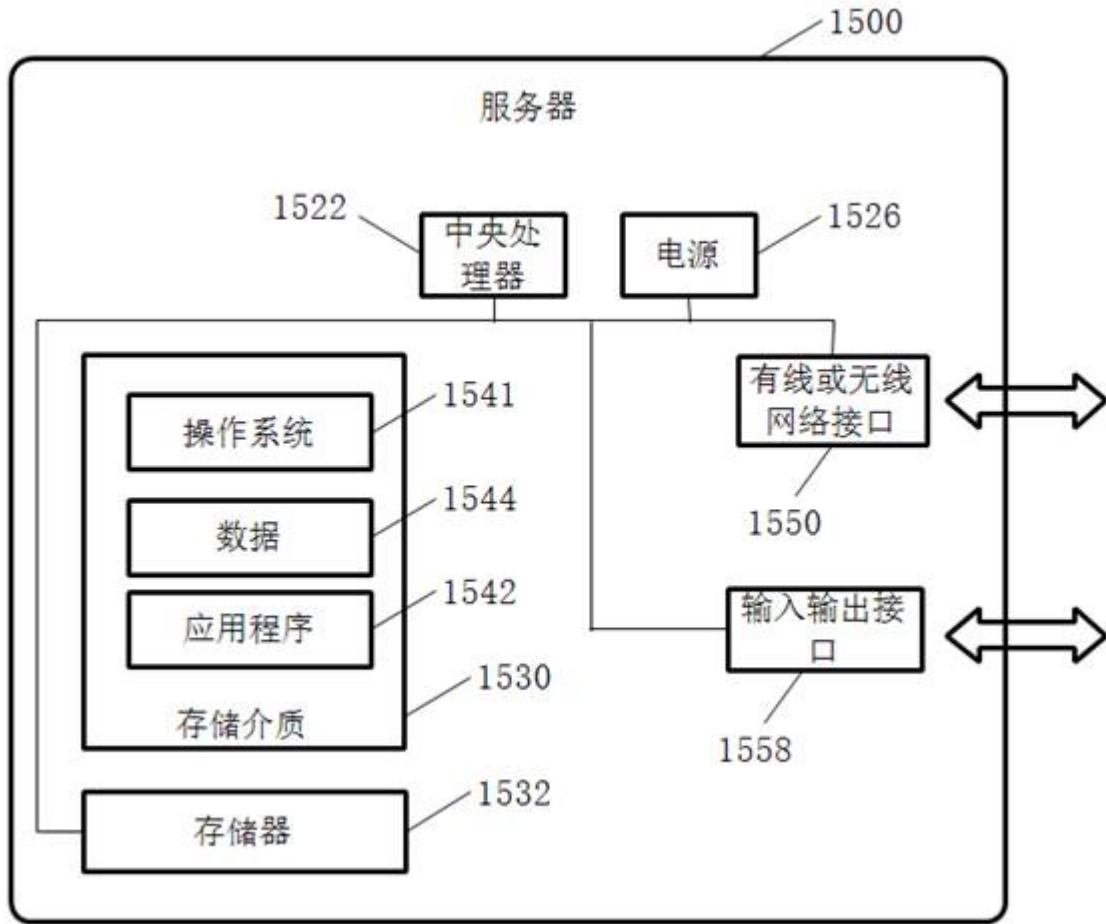 1500
服务器
1522
中央处
理器
电源
1526
操作系统
1541
数据
1544
应用程序
1542
存储介质
1530
存储器
1532
有线或无线
网络接口
1550
输入输出接
口
1558